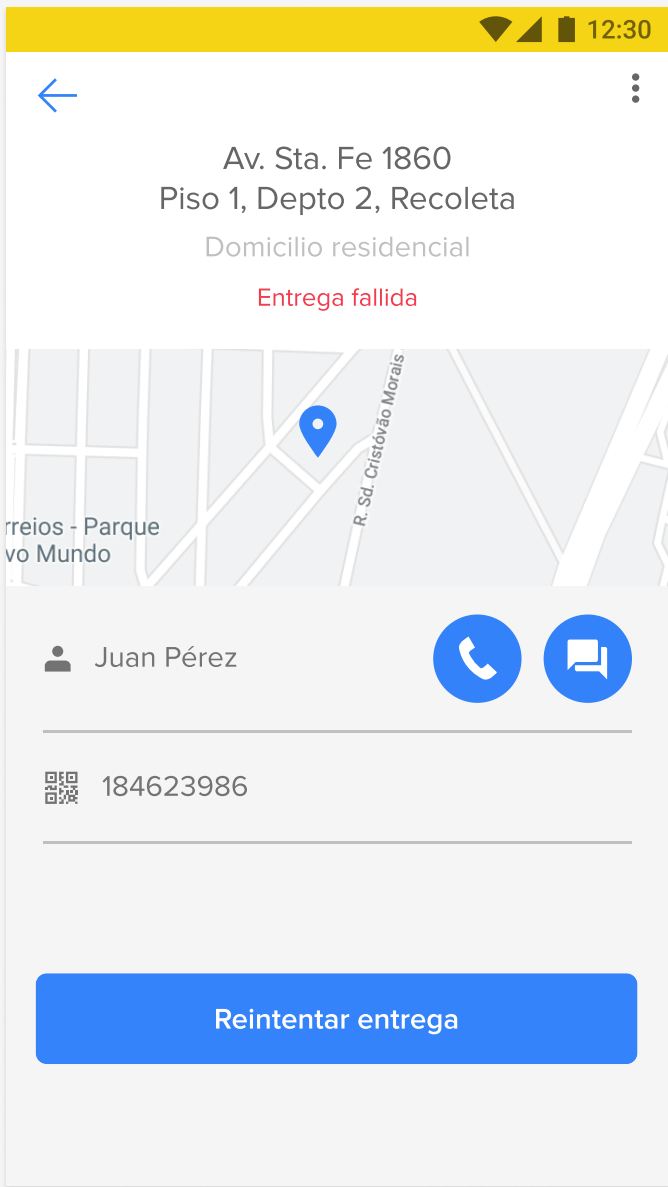 12:30
Av. Sta. Fe 1860
Piso 1, Depto 2, Recoleta
Domicilio residencial
Entrega fallida
R. Sd. Cristóvão Morais
rreios - Parque
vo Mundo
Juan Pérez
184623986
Reintentar entrega